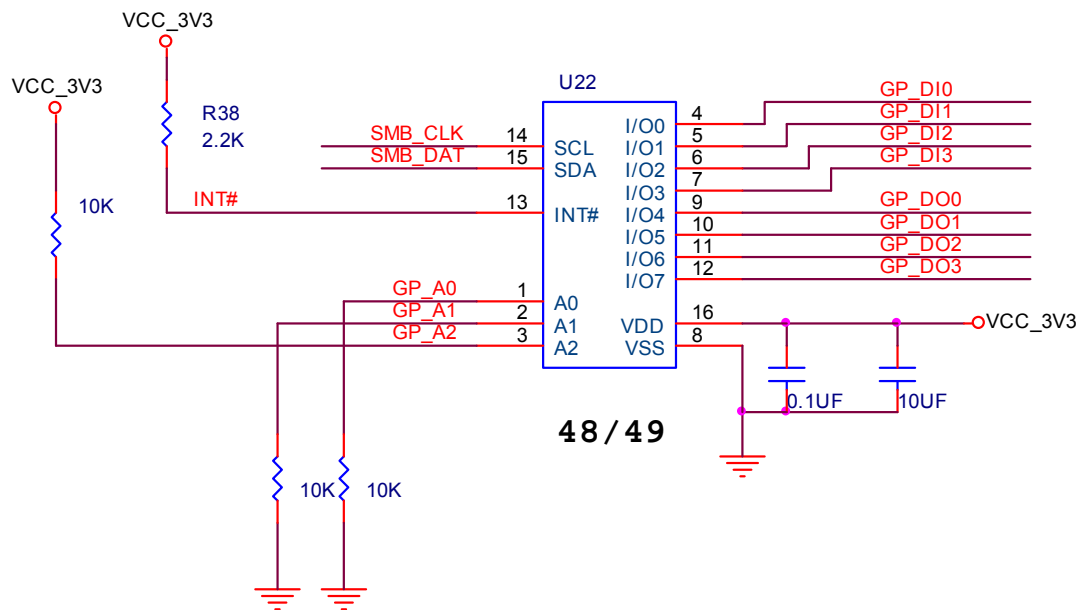 VCC_3V3
VCC_3V3
R38
2.2K
10K
INT#
U22
SMB_CLK
SMB_DAT
14
15
13
SCL
SDA
INT#
GP_A0
GP_A1
GP_A2
1
2
3
A0
A1
A2
I/O0
I/O1
I/O2
I/O3
I/O4
I/O5
I/O6
I/O7
VDD
VSS
4
5
6
7
9
10
11
12
16
8
GP_DI0
GP_DI1
GP_DI2
GP_DI3
GP_DO0
GP_DO1
GP_DO2
GP_DO3
VCC_3V3
0.1UF
10UF
48/49
10K
10K